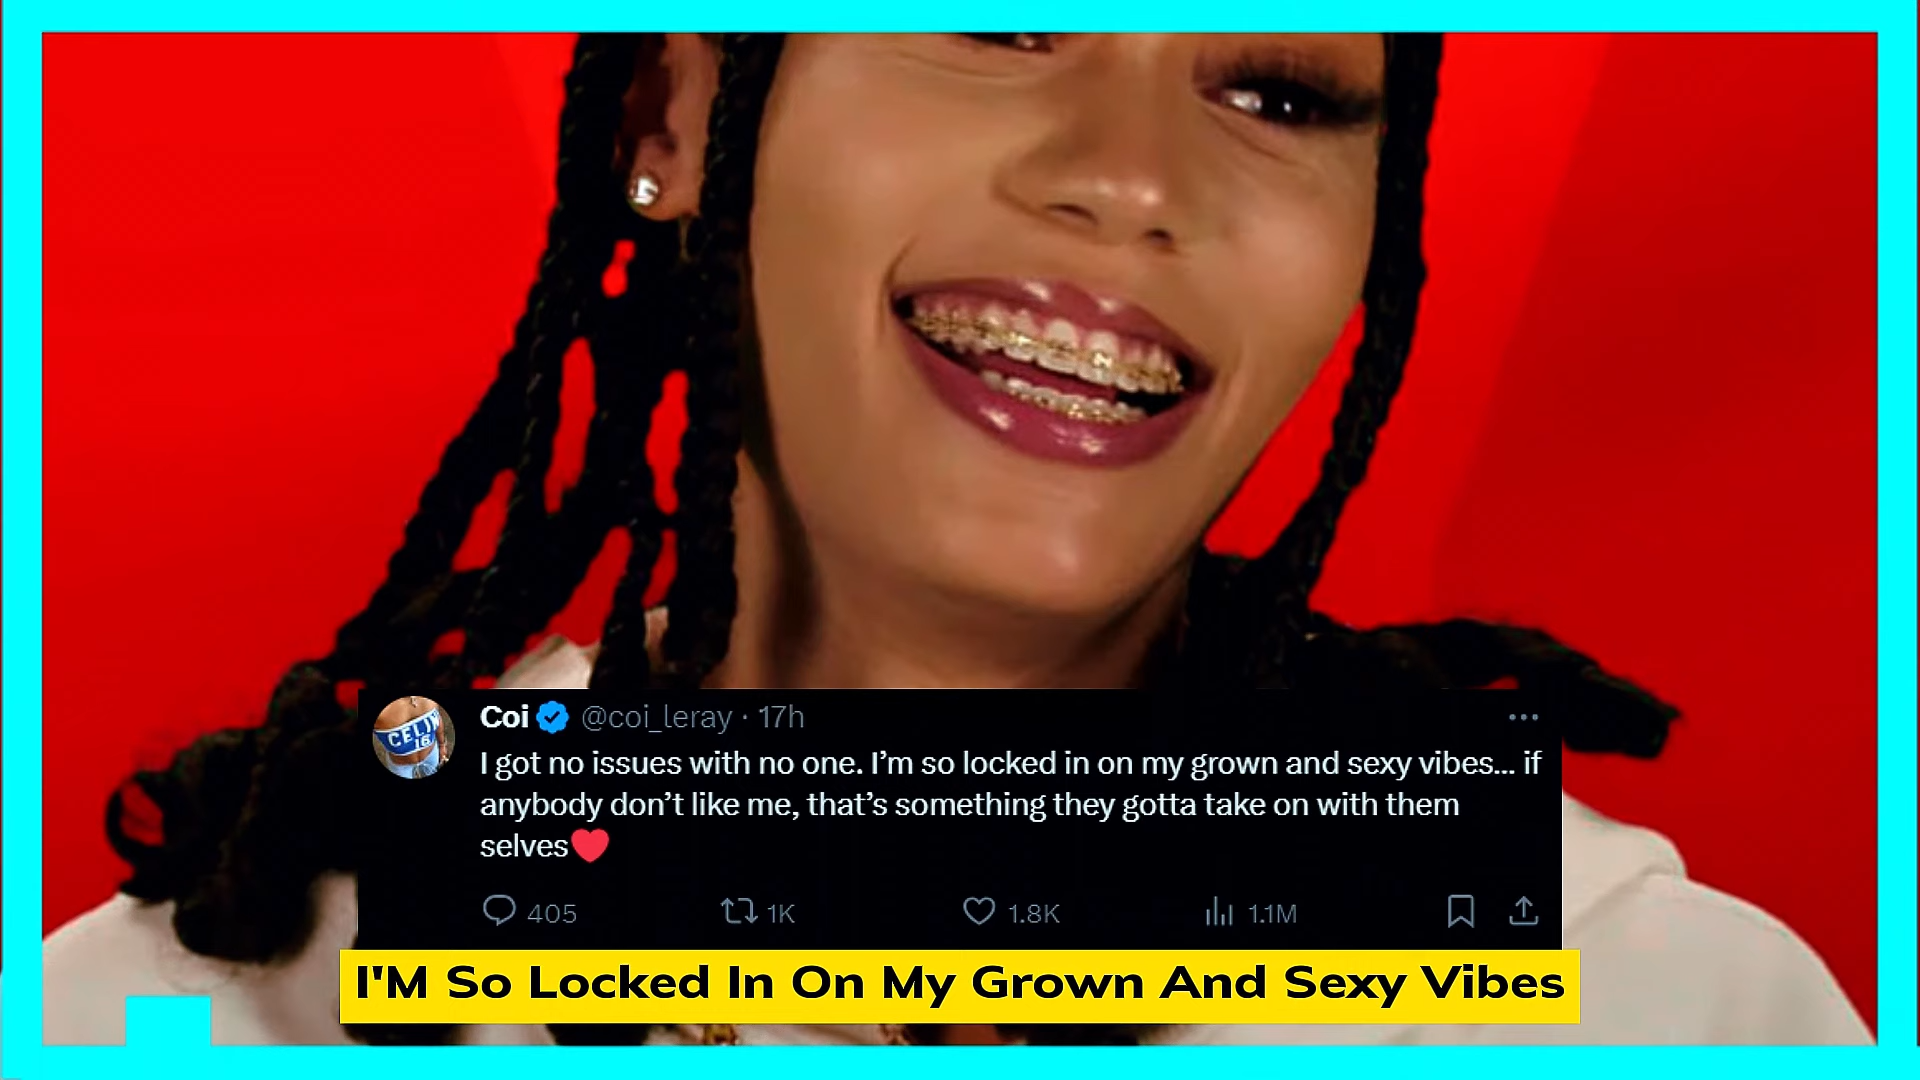 CELIN
16
Coi @coi_leray · 17h
I got no issues with no one. I’m so locked in on my grown and sexy vibes... if
anybody don’t like me, that’s something they gotta take on with them
selves❤️
405 1K 1.8K 1.1M
I'M So Locked In On My Grown And Sexy Vibes